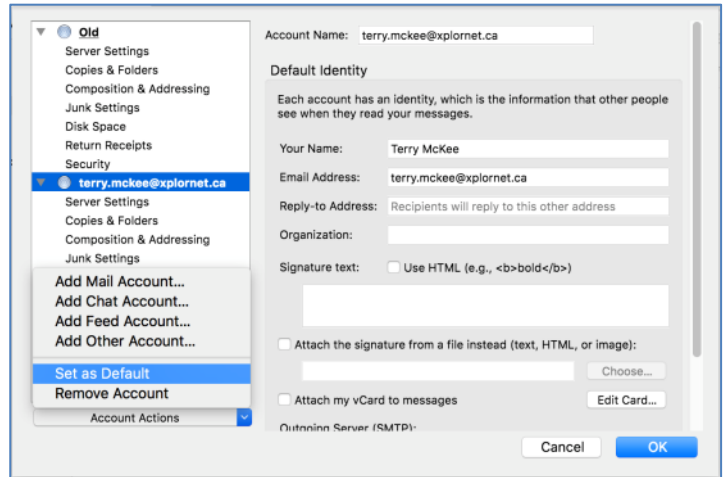 Old
Server Settings
Copies & Folders
Composition & Addressing
Junk Settings
Disk Space
Return Receipts
Security
terry.mckee@xplornet.ca
Server Settings
Copies & Folders
Composition & Addressing
Junk Settings
Add Mail Account...
Add Chat Account...
Add Feed Account...
Add Other Account...
Set as Default
Remove Account
Account Actions
Account Name: terry.mckee@xplornet.ca
Default Identity
Each account has an identity, which is the information that other people
see when they read your messages.
Your Name: Terry McKee
Email Address: terry.mckee@xplornet.ca
Reply-to Address: Recipients will reply to this other address
Organization:
Signature text: Use HTML (e.g., <b>bold</b>)
Attach the signature from a file instead (text, HTML, or image):
Choose...
Attach my vCard to messages Edit Card...
Outgoing Server (SMTP):
Cancel OK